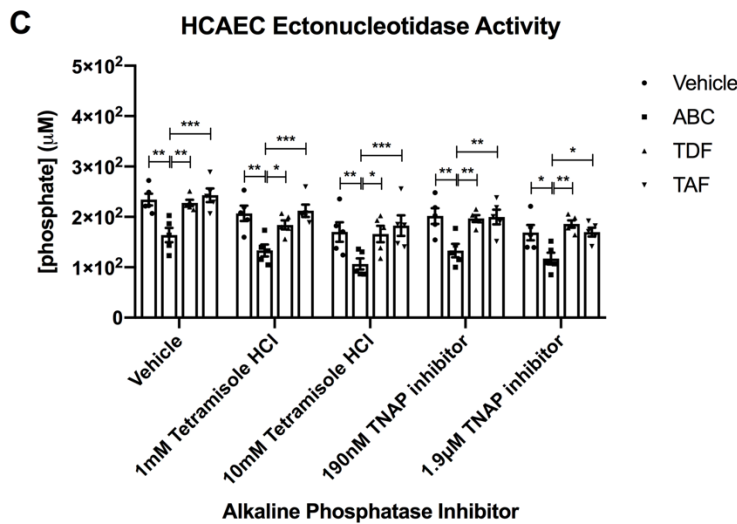 C
HCAEC Ectonucleotidase Activity
[phosphate] (μM)
5×10²
4×10²
3×10²
2×10²
1×10²
0
*** *** *** ** *
** ** ** * ** * ** ** * **
Vehicle
1mM Tetramisole HCl
10mM Tetramisole HCl
190nM TNAP inhibitor
1.9μM TNAP inhibitor
Alkaline Phosphatase Inhibitor
Vehicle
ABC
TDF
TAF